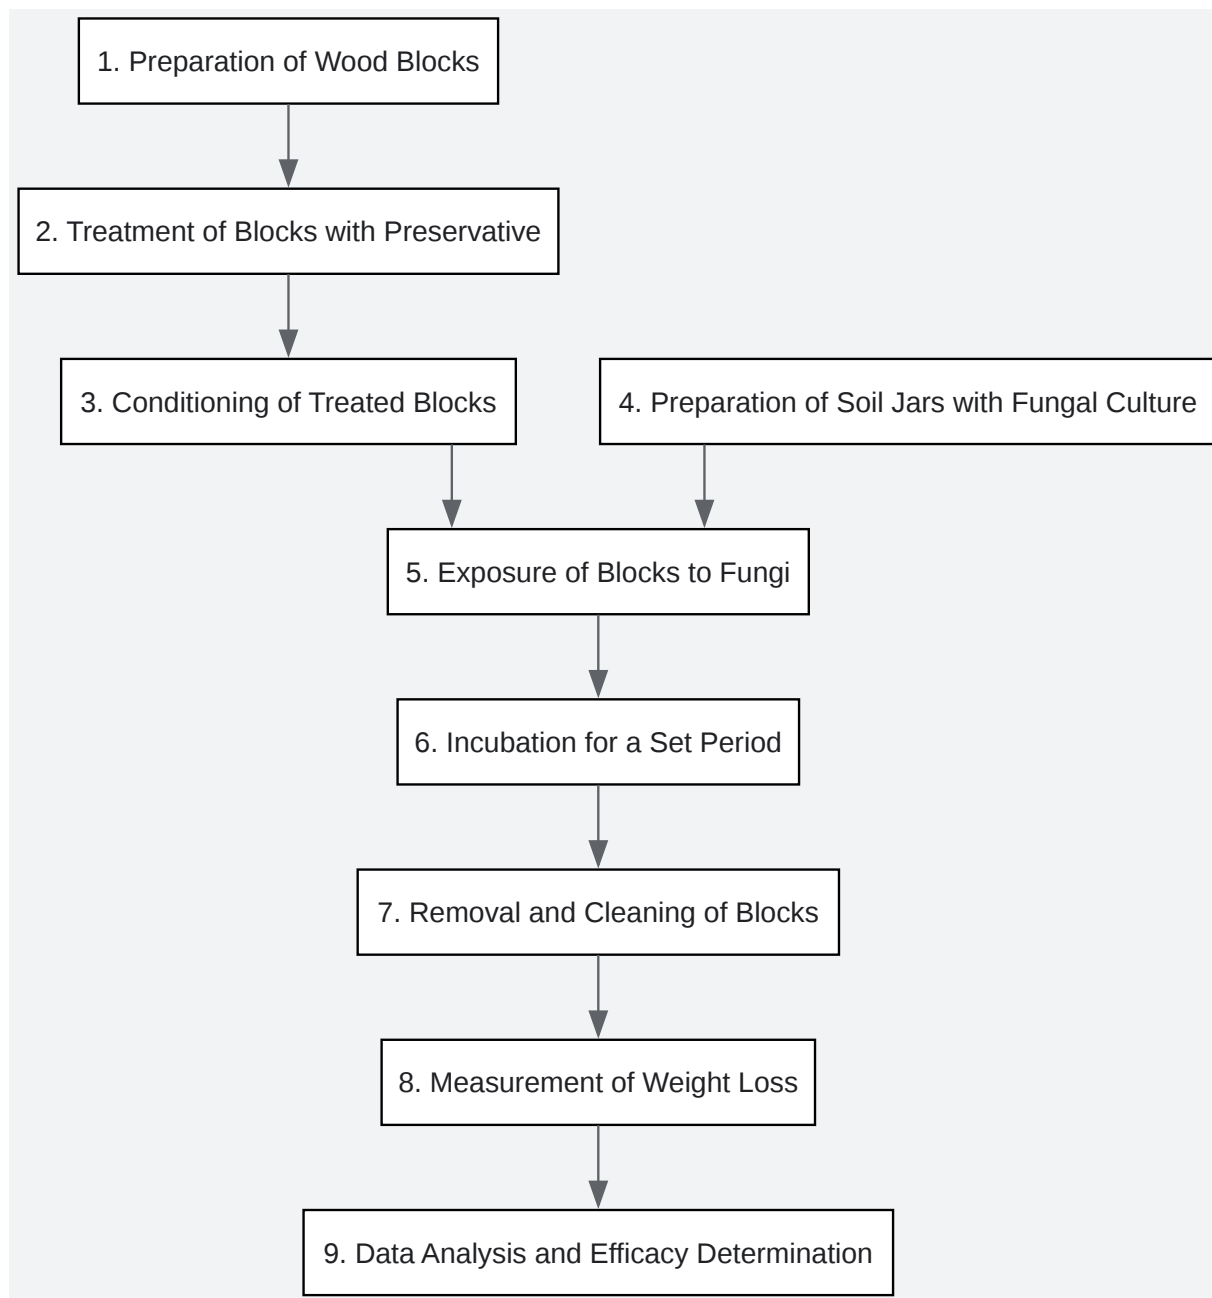 1. Preparation of Wood Blocks
2. Treatment of Blocks with Preservative
3. Conditioning of Treated Blocks
4. Preparation of Soil Jars with Fungal Culture
5. Exposure of Blocks to Fungi
6. Incubation for a Set Period
7. Removal and Cleaning of Blocks
8. Measurement of Weight Loss
9. Data Analysis and Efficacy Determination